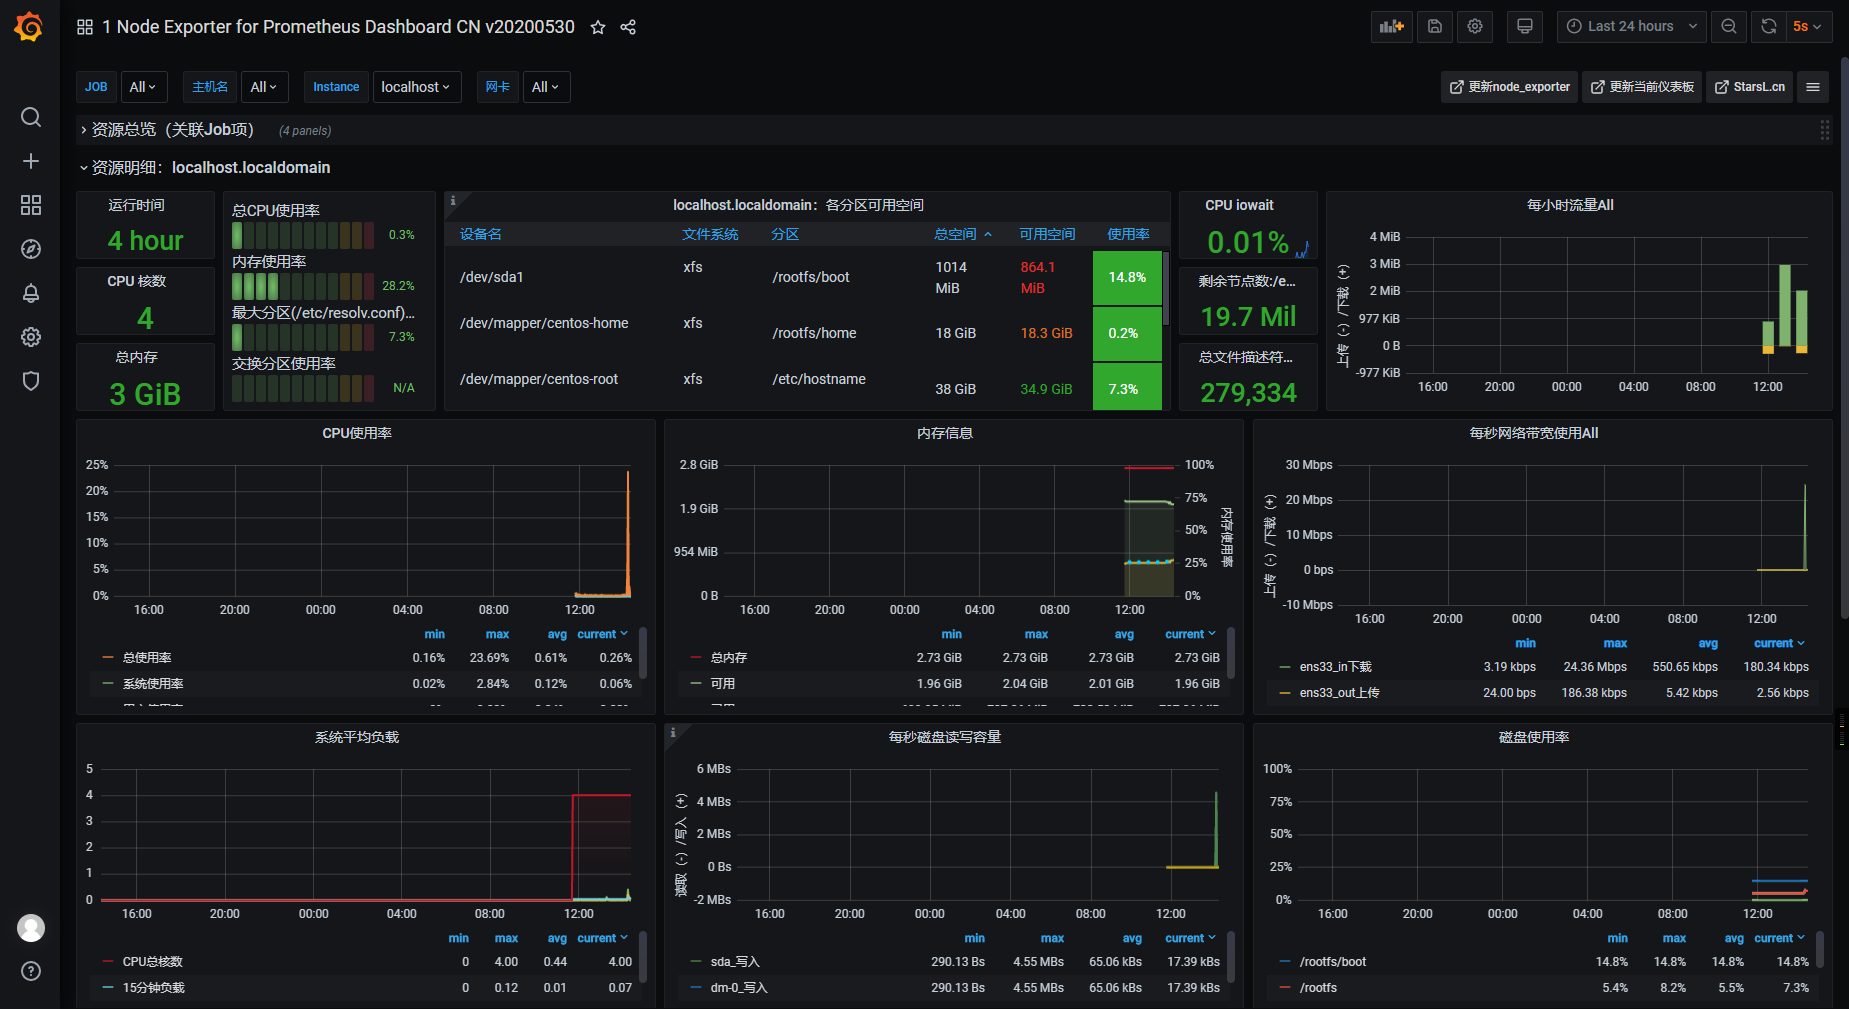 1 Node Exporter for Prometheus Dashboard CN v20200530
Last 24 hours
5s
JOB All
主机名 All
Instance localhost
网卡 All
更新node_exporter
更新当前仪表板
StarsL.cn
资源总览（关联Job项） (4 panels)
资源明细：localhost.localdomain
运行时间
4 hour
CPU 核数
4
总内存
3 GiB
总CPU使用率
0.3%
内存使用率
28.2%
最大分区(/etc/resolv.conf)...
7.3%
交换分区使用率
N/A
localhost.localdomain：各分区可用空间
设备名 文件系统 分区 总空间 可用空间 使用率
/dev/sda1 xfs /rootfs/boot 1014 MiB 864.1 MiB 14.8%
/dev/mapper/centos-home xfs /rootfs/home 18 GiB 18.3 GiB 0.2%
/dev/mapper/centos-root xfs /etc/hostname 38 GiB 34.9 GiB 7.3%
CPU iowait
0.01%
剩余节点数:/e...
19.7 Mil
总文件描述符...
279,334
每小时流量All
上传（-）/下载（+）
4 MiB
3 MiB
2 MiB
977 KiB
0 B
-977 KiB
16:00 20:00 00:00 04:00 08:00 12:00
CPU使用率
25%
20%
15%
10%
5%
0%
16:00 20:00 00:00 04:00 08:00 12:00
min max avg current
总使用率 0.16% 23.69% 0.61% 0.26%
系统使用率 0.02% 2.84% 0.12% 0.06%
内存信息
2.8 GiB
1.9 GiB
954 MiB
0 B
100%
75%
50%
25%
0%
内存使用率
16:00 20:00 00:00 04:00 08:00 12:00
min max avg current
总内存 2.73 GiB 2.73 GiB 2.73 GiB 2.73 GiB
可用 1.96 GiB 2.04 GiB 2.01 GiB 1.96 GiB
每秒网络带宽使用All
上传（-）/下载（+）
30 Mbps
20 Mbps
10 Mbps
0 bps
-10 Mbps
16:00 20:00 00:00 04:00 08:00 12:00
min max avg current
ens33_in下载 3.19 kbps 24.36 Mbps 550.65 kbps 180.34 kbps
ens33_out上传 24.00 bps 186.38 kbps 5.42 kbps 2.56 kbps
系统平均负载
5
4
3
2
1
0
16:00 20:00 00:00 04:00 08:00 12:00
min max avg current
CPU总核数 0 4.00 0.44 4.00
15分钟负载 0 0.12 0.01 0.07
每秒磁盘读写容量
读取（-）/写入（+）
6 MBs
4 MBs
2 MBs
0 Bs
-2 MBs
16:00 20:00 00:00 04:00 08:00 12:00
min max avg current
sda_写入 290.13 Bs 4.55 MBs 65.06 kBs 17.39 kBs
dm-0_写入 290.13 Bs 4.55 MBs 65.06 kBs 17.39 kBs
磁盘使用率
100%
75%
50%
25%
0%
16:00 20:00 00:00 04:00 08:00 12:00
min max avg current
/rootfs/boot 14.8% 14.8% 14.8% 14.8%
/rootfs 5.4% 8.2% 5.5% 7.3%